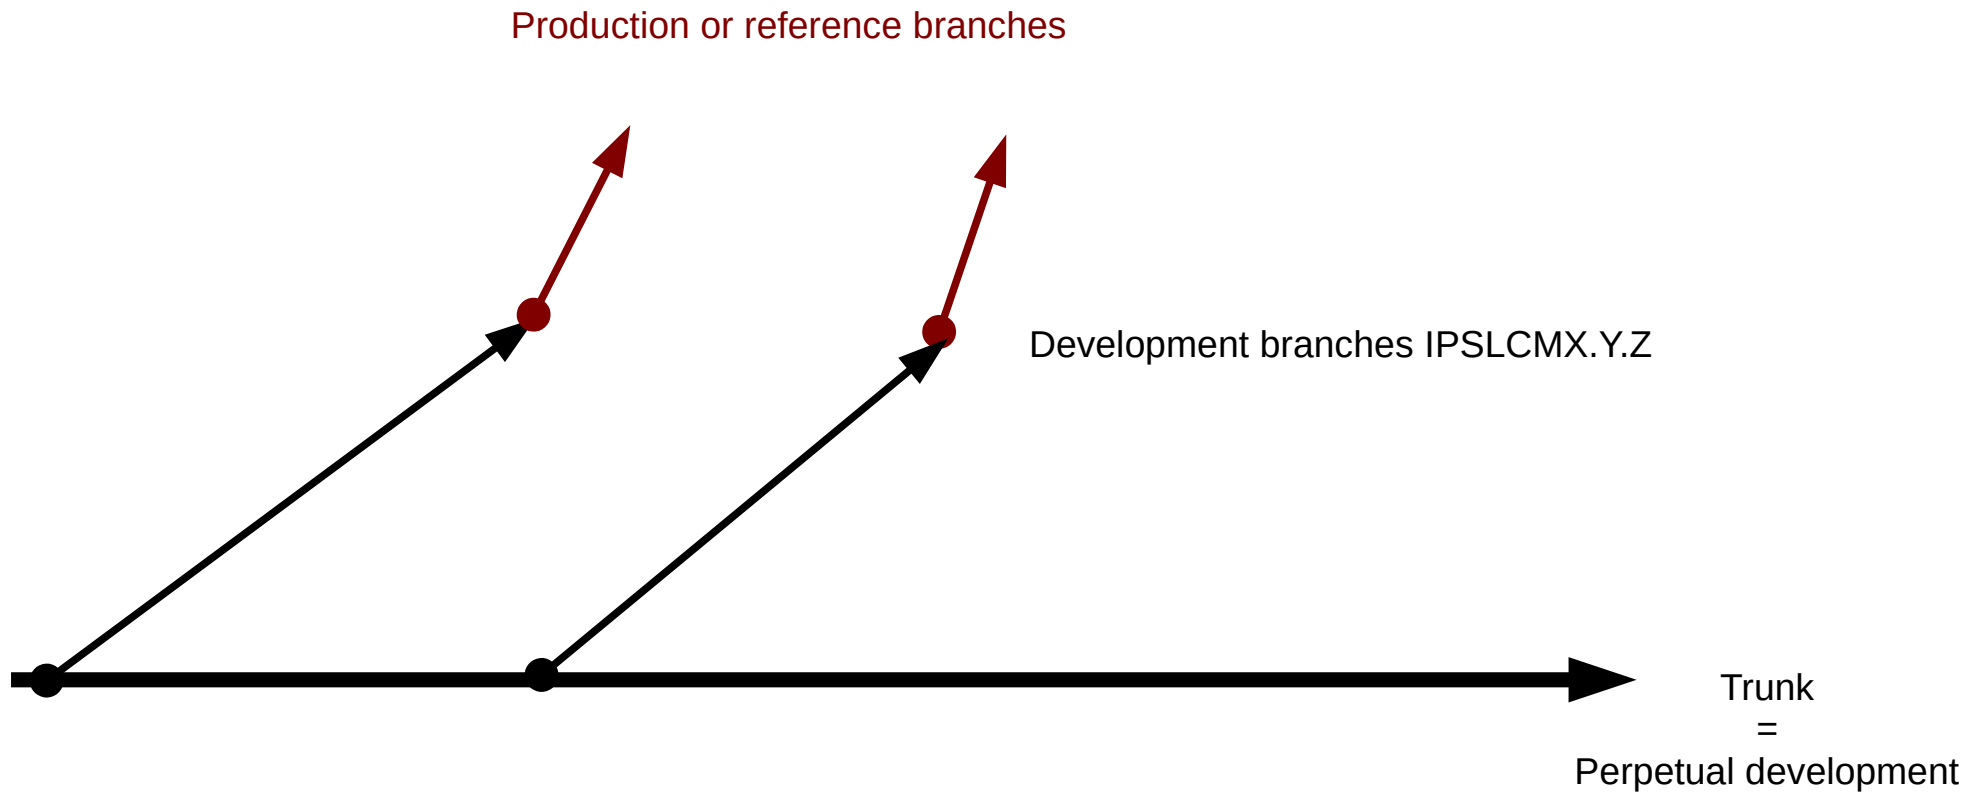 Production or reference branches
Development branches IPSLCMX.Y.Z
Trunk
=
Perpetual development